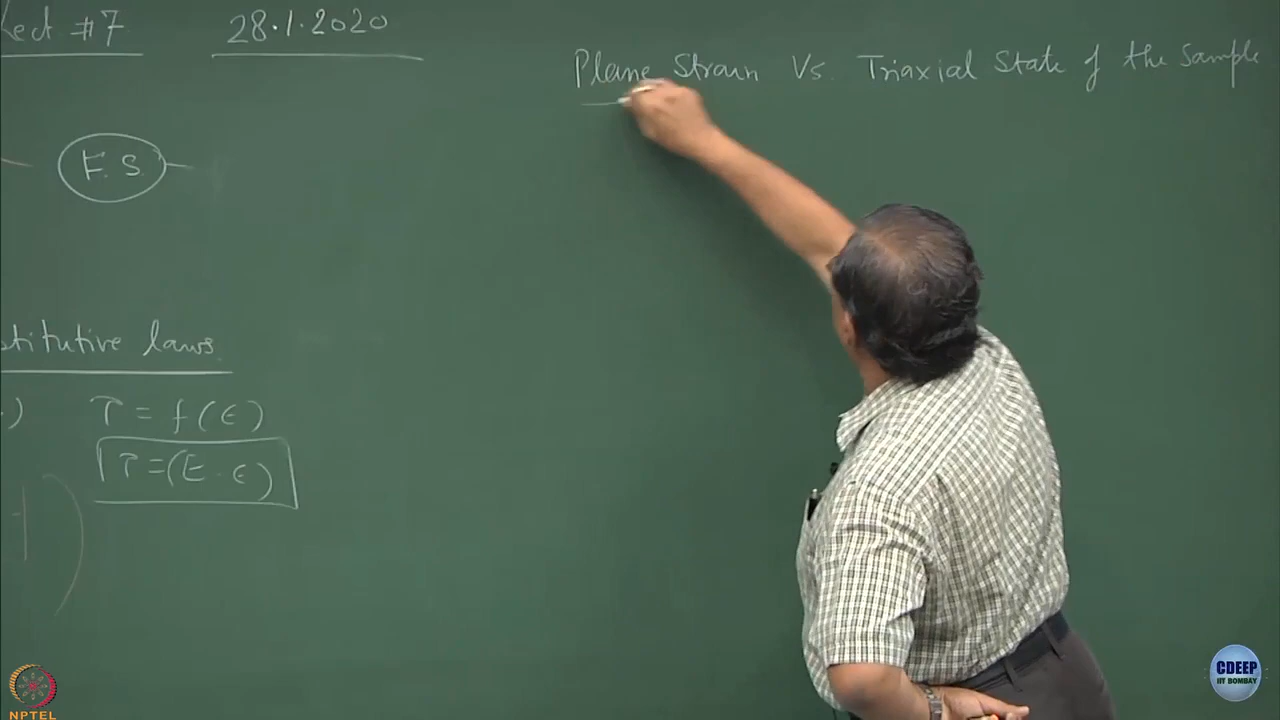 Lect #7 28.1.2020
Plane Strain Vs. Triaxial State of the Sample
F.S.
stitutive laws
.) τ = f(ε)
τ = (E · ε)
NPTEL
CDEEP
IIT BOMBAY